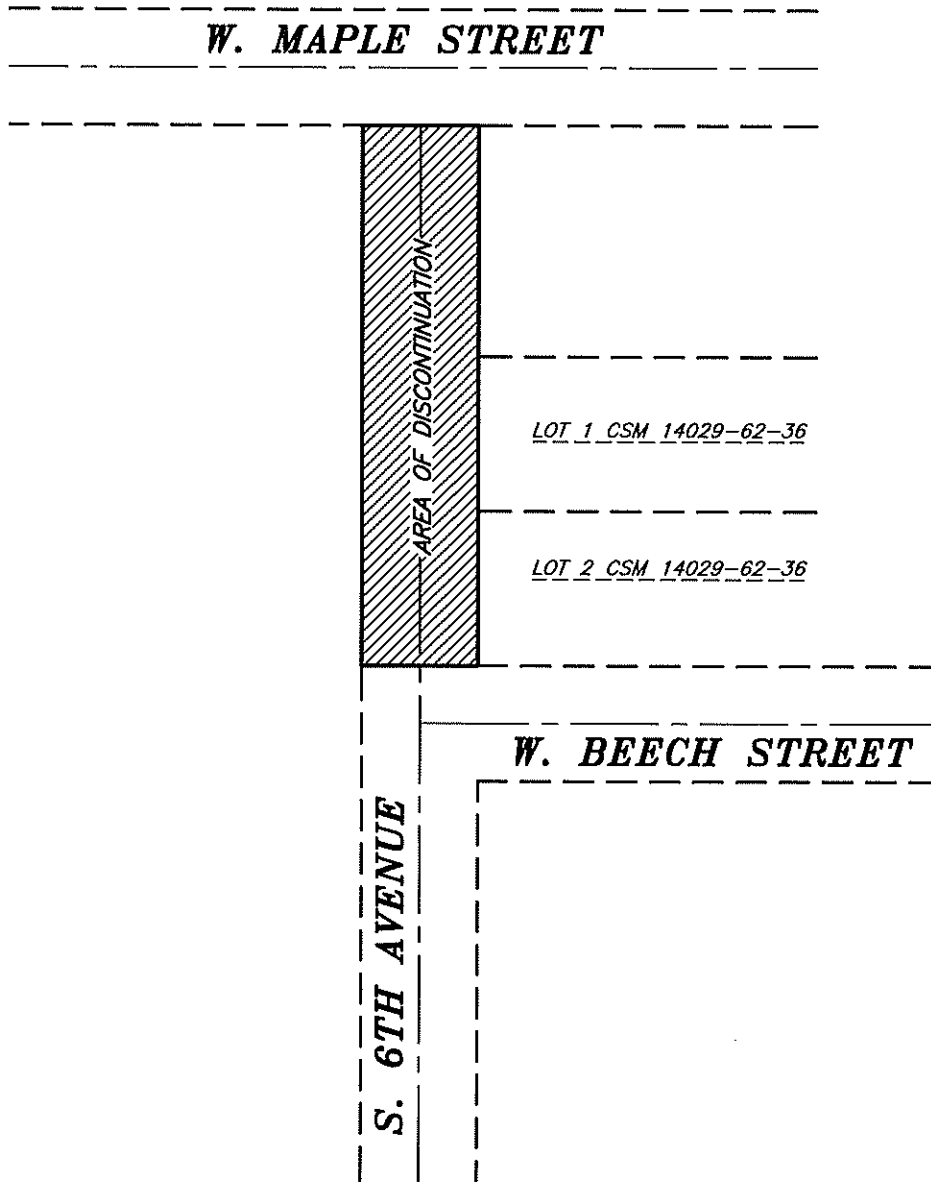 W. MAPLE STREET
AREA OF DISCONTINUATION
LOT 1 CSM 14029-62-36
LOT 2 CSM 14029-62-36
W. BEECH STREET
S. 6TH AVENUE